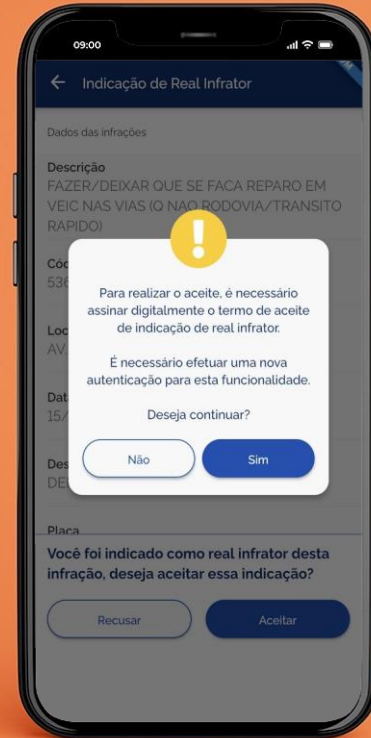 09:00
Indicação de Real Infrator
Dados das infrações
Descrição
FAZER/DEIXAR QUE SE FACA REPARO EM
VEIC NAS VIAS (Q NAO RODOVIA/TRANSITO
RAPIDO)
Para realizar o aceite, é necessário
assinar digitalmente o termo de aceite
de indicação de real infrator.
É necessário efetuar uma nova
autenticação para esta funcionalidade.
Deseja continuar?
Não
Sim
Placa
Você foi indicado como real infrator desta
infração, deseja aceitar essa indicação?
Recusar
Aceitar